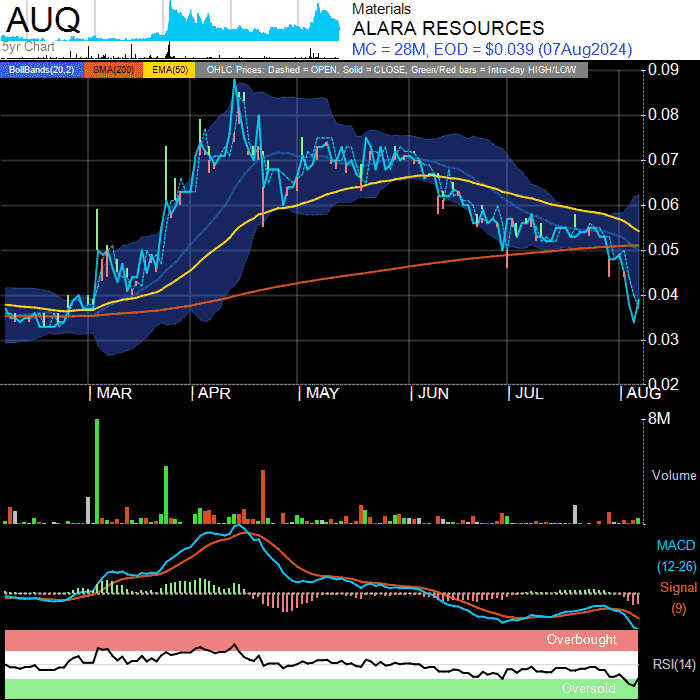 AUQ
5yr Chart
Materials
ALARA RESOURCES
MC = 28M, EOD = $0.039 (07Aug2024)
BollBands(20,2) SMA(200) EMA(50) OHLC Prices: Dashed = OPEN, Solid = CLOSE, Green/Red bars = Intra-day HIGH/LOW
0.09
0.08
0.07
0.06
0.05
0.04
0.03
0.02
MAR APR MAY JUN JUL AUG
8M
Volume
MACD
(12-26)
Signal
(9)
Overbought
RSI(14)
Oversold